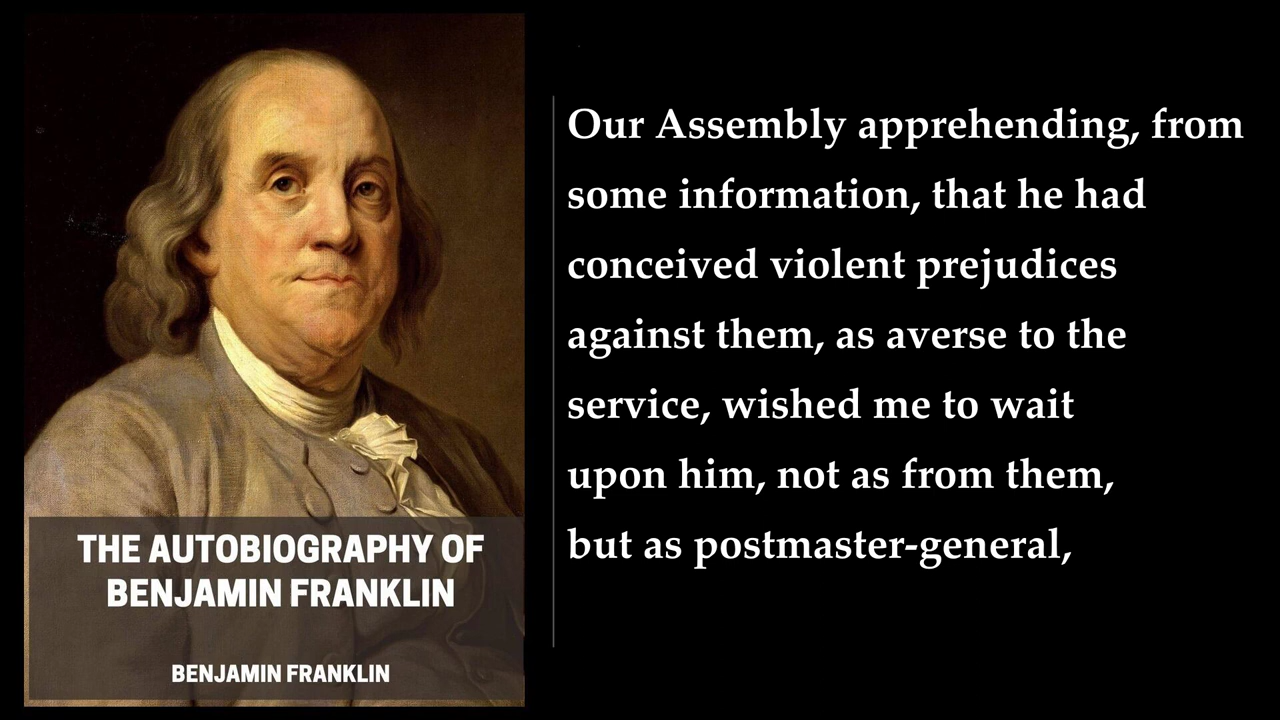 THE AUTOBIOGRAPHY OF
BENJAMIN FRANKLIN
BENJAMIN FRANKLIN
Our Assembly apprehending, from
some information, that he had
conceived violent prejudices
against them, as averse to the
service, wished me to wait
upon him, not as from them,
but as postmaster-general,